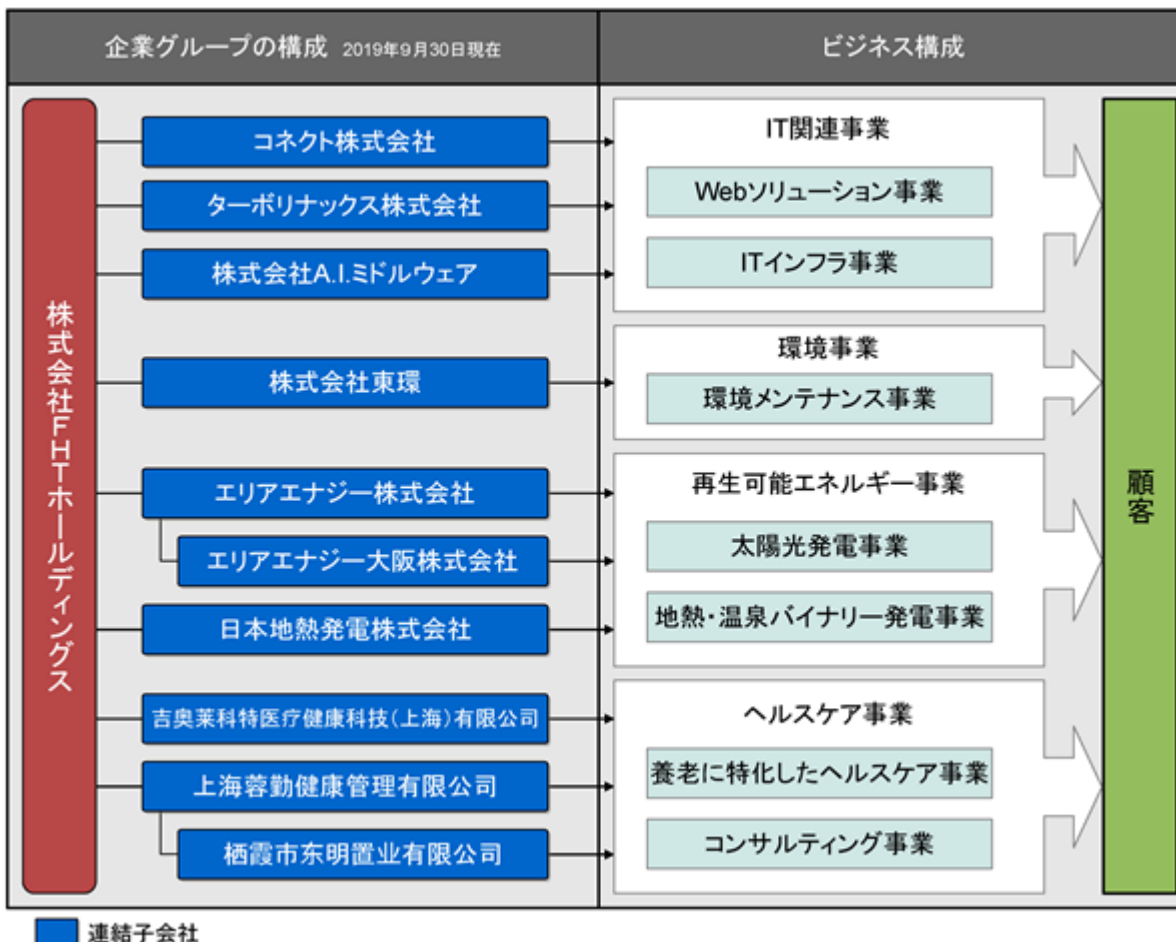 企業グループの構成 2019年9月30日現在
ビジネス構成
株式会社FHTホールディングス
コネクト株式会社
ターボリナックス株式会社
株式会社A.I.ミドルウェア
株式会社東環
エリアエナジー株式会社
エリアエナジー大阪株式会社
日本地熱発電株式会社
吉奥莱科特医疗健康科技(上海)有限公司
上海蓉勤健康管理有限公司
栖霞市东明置业有限公司
IT関連事業
Webソリューション事業
ITインフラ事業
環境事業
環境メンテナンス事業
再生可能エネルギー事業
太陽光発電事業
地熱・温泉バイナリー発電事業
ヘルスケア事業
養老に特化したヘルスケア事業
コンサルティング事業
顧客
連結子会社